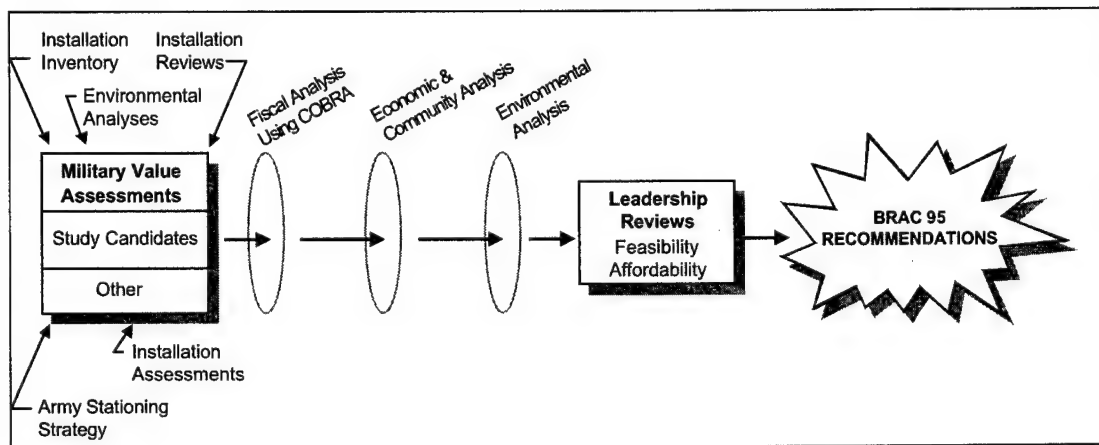 Installation
Inventory
Installation
Reviews
Environmental
Analyses
Fiscal Analysis
Using COBRA
Economic &
Community Analysis
Environmental
Analysis
Military Value
Assessments
Study Candidates
Other
Leadership
Reviews
Feasibility
Affordability
BRAC 95
RECOMMENDATIONS
Installation
Assessments
Army Stationing
Strategy